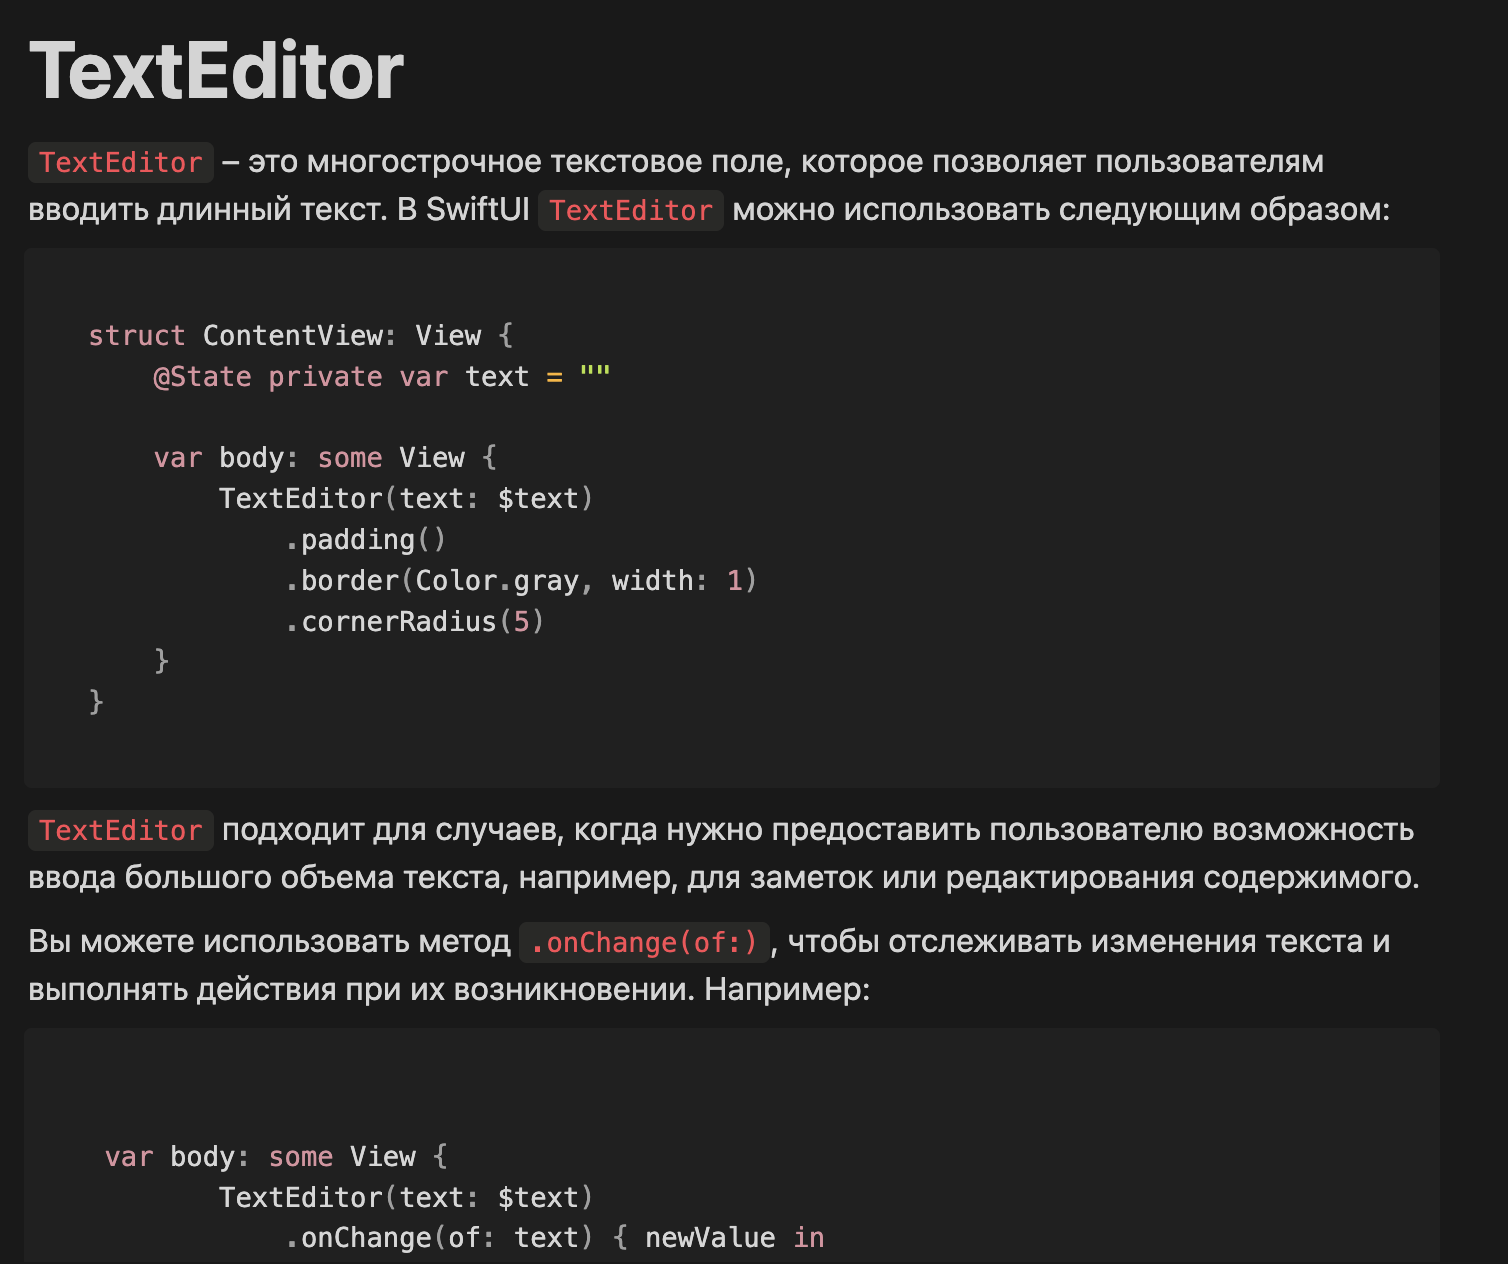 TextEditor
TextEditor – это многострочное текстовое поле, которое позволяет пользователям
вводить длинный текст. В SwiftUI TextEditor можно использовать следующим образом:
struct ContentView: View {
    @State private var text = ""
    var body: some View {
        TextEditor(text: $text)
            .padding()
            .border(Color.gray, width: 1)
            .cornerRadius(5)
    }
}
TextEditor подходит для случаев, когда нужно предоставить пользователю возможность
ввода большого объема текста, например, для заметок или редактирования содержимого.
Вы можете использовать метод .onChange(of:), чтобы отслеживать изменения текста и
выполнять действия при их возникновении. Например:
 var body: some View {
        TextEditor(text: $text)
            .onChange(of: text) { newValue in